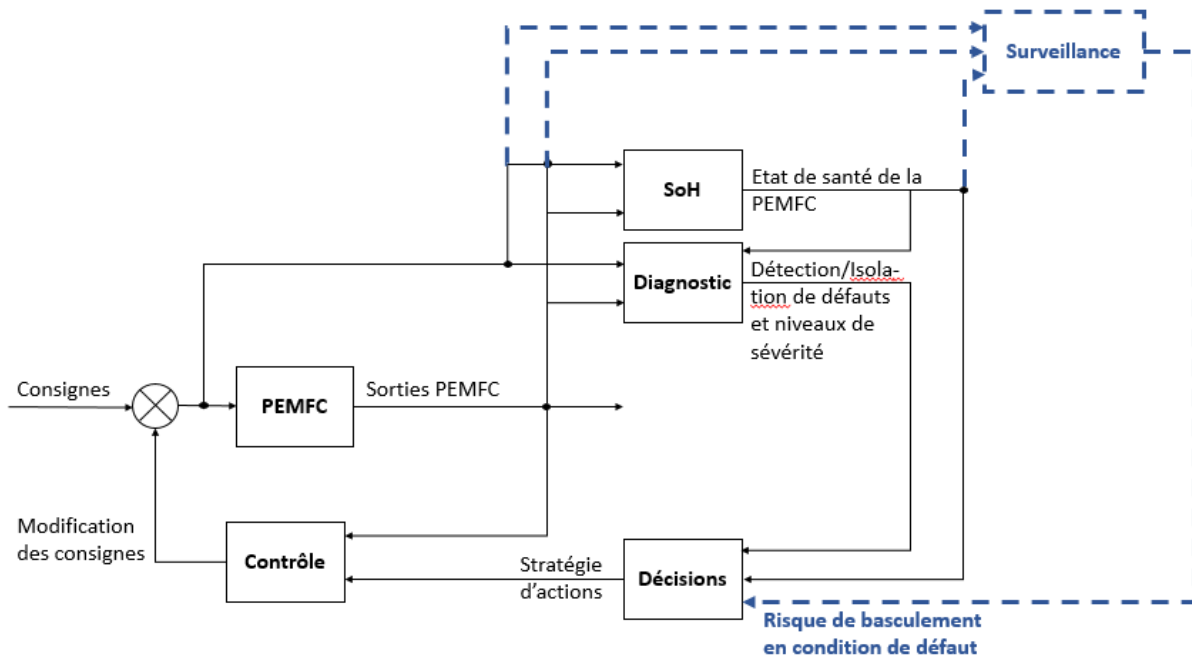 Surveillance
SoH
Etat de santé de la
PEMFC
Diagnostic
Détection/Isola-
tion de défauts
et niveaux de
sévérité
Consignes
PEMFC
Sorties PEMFC
Modification
des consignes
Contrôle
Stratégie
d'actions
Décisions
Risque de basculement
en condition de défaut